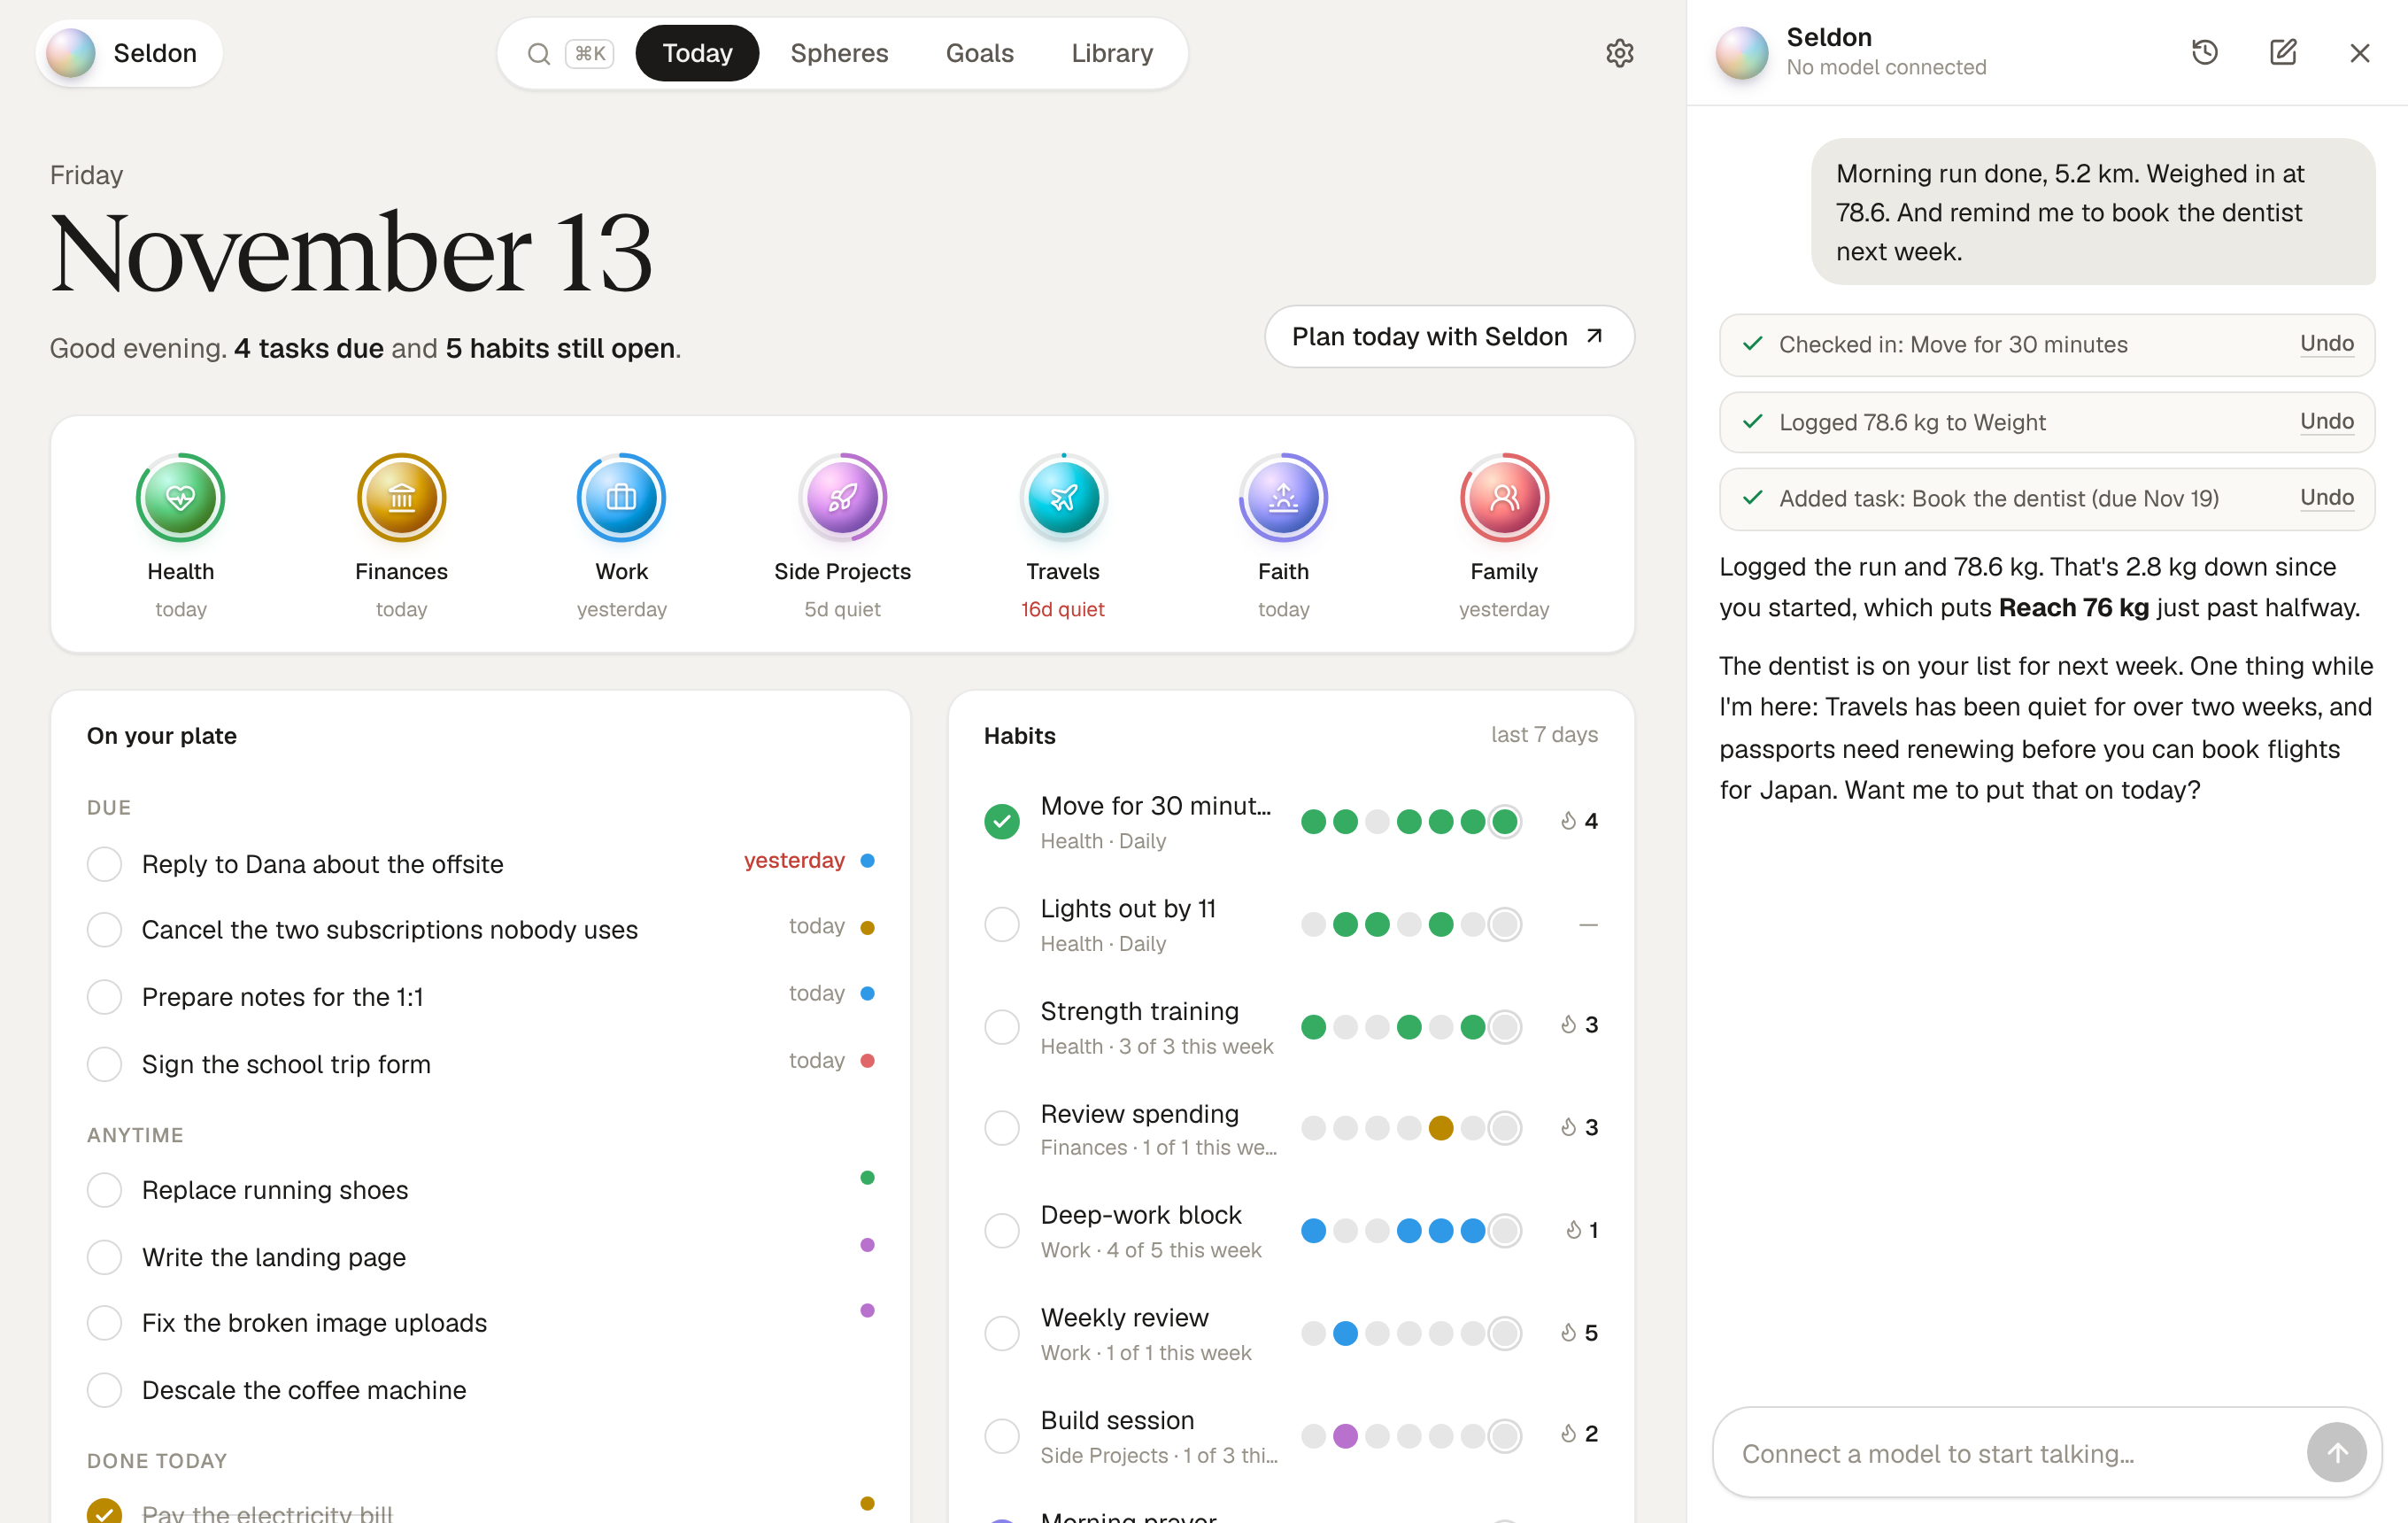 Seldon
⌘K
Today
Spheres
Goals
Library
Friday
November 13
Good evening. 4 tasks due and 5 habits still open.
Plan today with Seldon
Health
today
Finances
today
Work
yesterday
Side Projects
5d quiet
Travels
16d quiet
Faith
today
Family
yesterday
On your plate
DUE
Reply to Dana about the offsite
yesterday
Cancel the two subscriptions nobody uses
today
Prepare notes for the 1:1
today
Sign the school trip form
today
ANYTIME
Replace running shoes
Write the landing page
Fix the broken image uploads
Descale the coffee machine
DONE TODAY
Pay the electricity bill
Habits
last 7 days
Move for 30 minut...
Health · Daily
4
Lights out by 11
Health · Daily
—
Strength training
Health · 3 of 3 this week
3
Review spending
Finances · 1 of 1 this we...
3
Deep-work block
Work · 4 of 5 this week
1
Weekly review
Work · 1 of 1 this week
5
Build session
Side Projects · 1 of 3 thi...
2
Morning prayer
Seldon
No model connected
Morning run done, 5.2 km. Weighed in at
78.6. And remind me to book the dentist
next week.
Checked in: Move for 30 minutes
Undo
Logged 78.6 kg to Weight
Undo
Added task: Book the dentist (due Nov 19)
Undo
Logged the run and 78.6 kg. That's 2.8 kg down since
you started, which puts Reach 76 kg just past halfway.
The dentist is on your list for next week. One thing while
I'm here: Travels has been quiet for over two weeks, and
passports need renewing before you can book flights
for Japan. Want me to put that on today?
Connect a model to start talking...